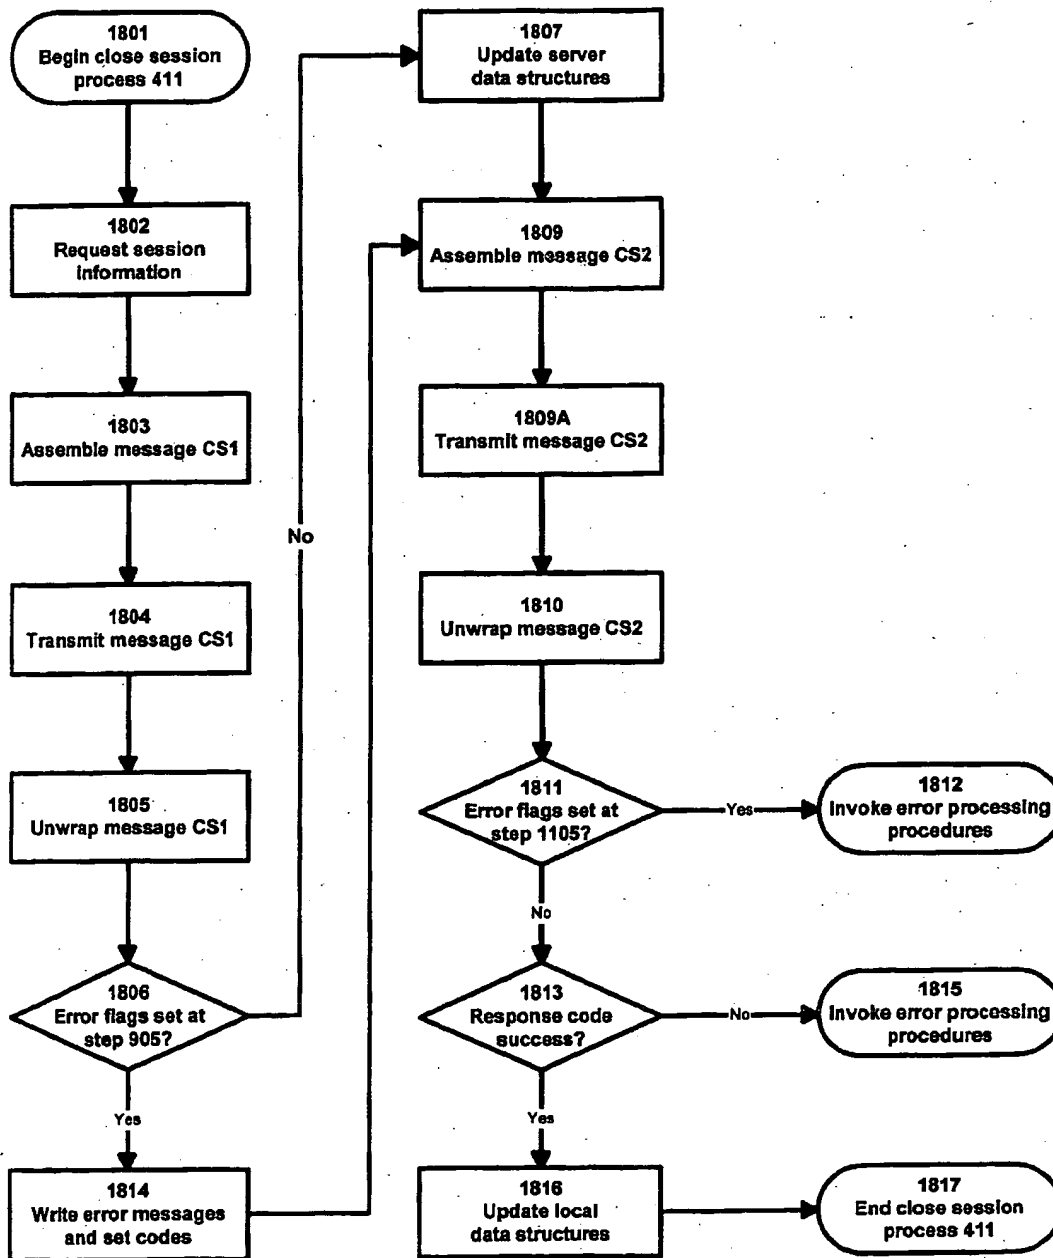 1801
Begin close session
process 411
1802
Request session
information
1803
Assemble message CS1
1804
Transmit message CS1
1805
Unwrap message CS1
1806
Error flags set at
step 905?
Yes
1814
Write error messages
and set codes
No
1807
Update server
data structures
1809
Assemble message CS2
1809A
Transmit message CS2
1810
Unwrap message CS2
1811
Error flags set at
step 1105?
Yes
1812
Invoke error processing
procedures
No
1813
Response code
success?
No
1815
Invoke error processing
procedures
Yes
1816
Update local
data structures
1817
End close session
process 411